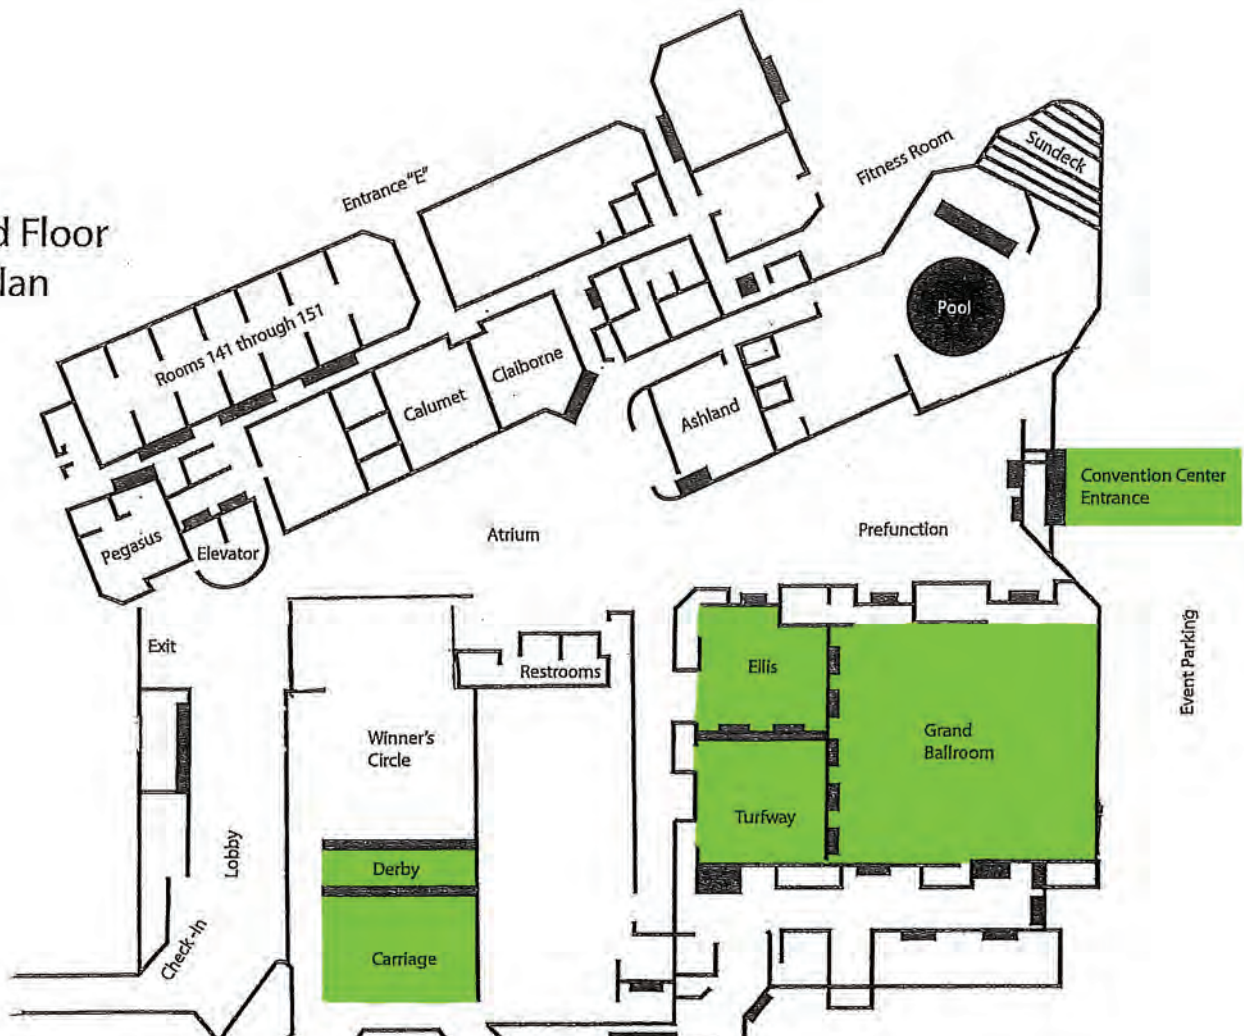 d Floor
lan
Entrance "E"
Fitness Room
Sundeck
Pool
Rooms 141 through 151
Claiborne
Calumet
Ashland
Convention Center
Entrance
Pegasus
Elevator
Atrium
Prefunction
Exit
Restrooms
Ellis
Event Parking
Winner's
Circle
Grand
Ballroom
Turfway
Lobby
Derby
Check-In
Carriage